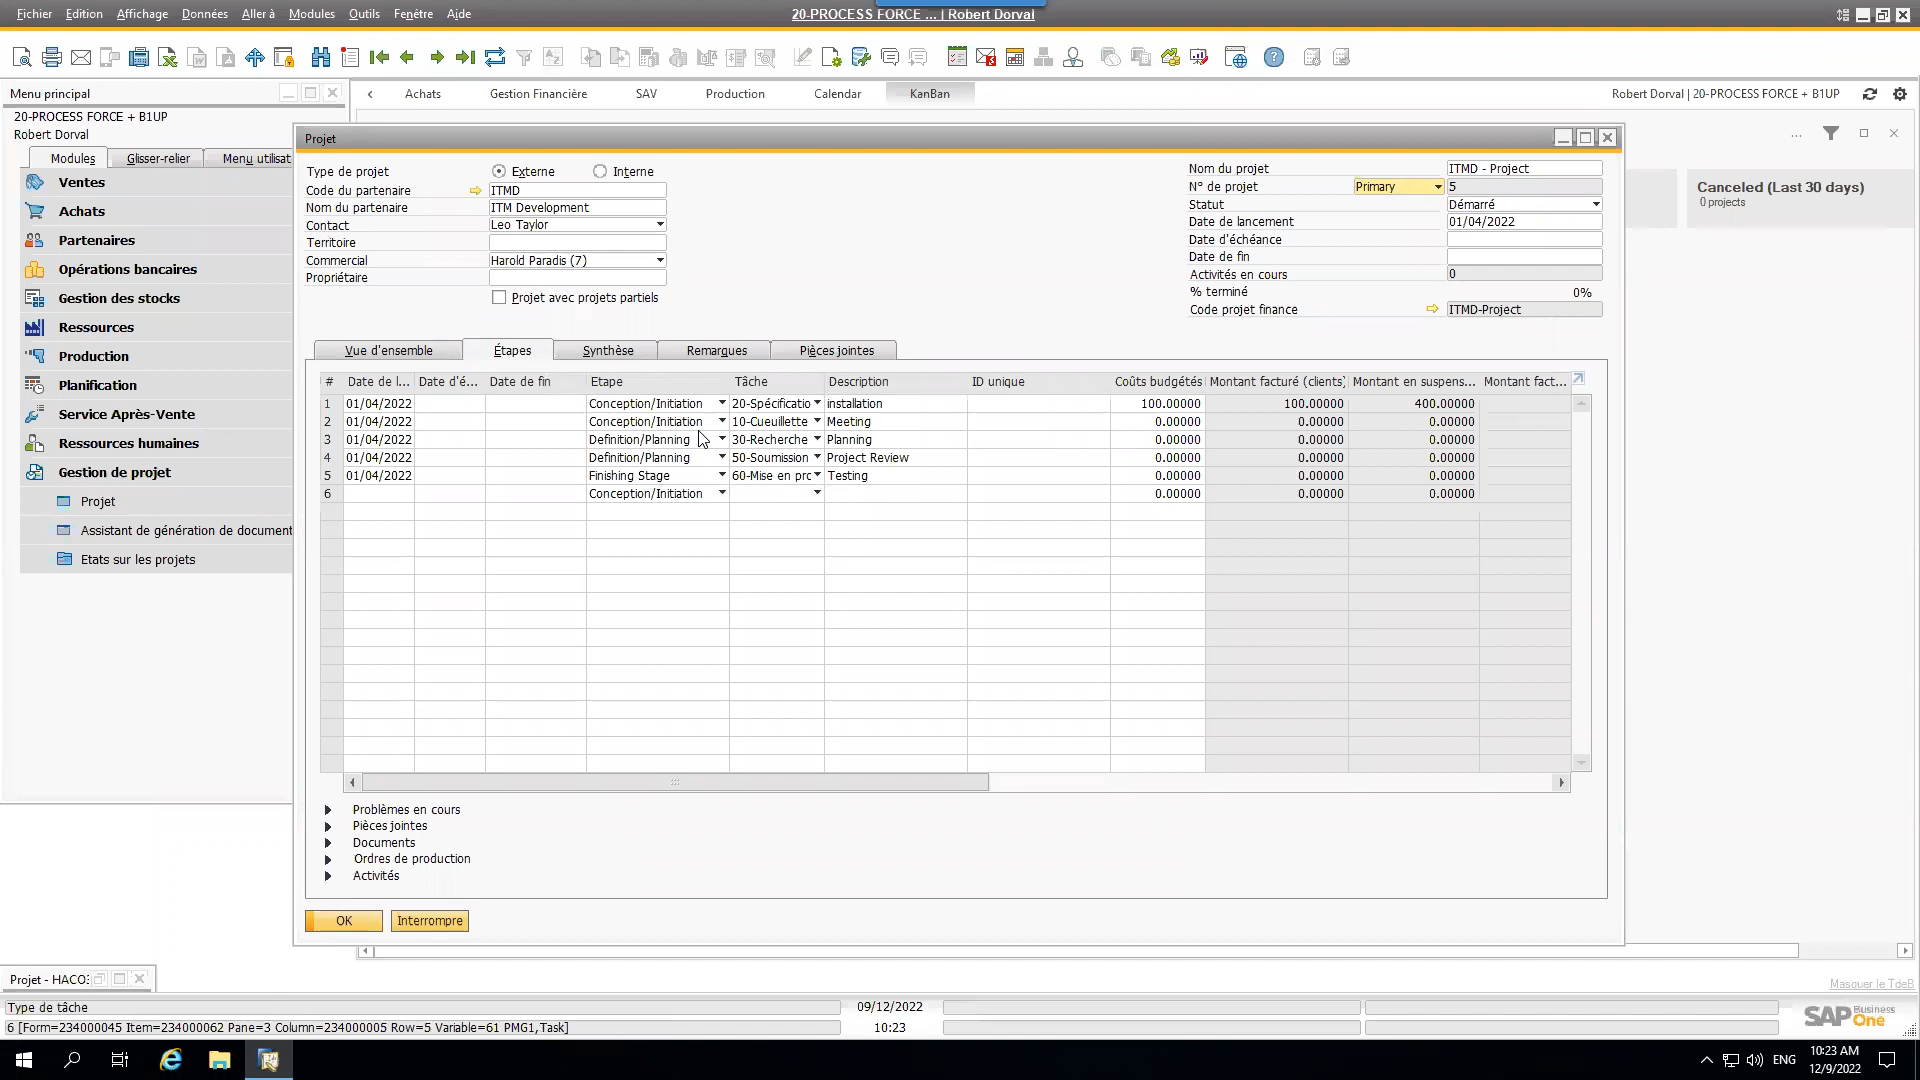 Fichier Edition Affichage Données Aller à Modules Outils Fenêtre Aide
20-PROCESS FORCE ... | Robert Dorval
Menu principal
Achats Gestion Financière SAV Production Calendar KanBan
Robert Dorval | 20-PROCESS FORCE + B1UP
20-PROCESS FORCE + B1UP
Robert Dorval
Modules Glisser-relier Menu utilisat
Ventes
Achats
Partenaires
Opérations bancaires
Gestion des stocks
Ressources
Production
Planification
Service Après-Vente
Ressources humaines
Gestion de projet
Projet
Assistant de génération de document
Etats sur les projets
Canceled (Last 30 days)
0 projects
Projet
Type de projet Externe Interne
Code du partenaire ITMD
Nom du partenaire ITM Development
Contact Leo Taylor
Territoire
Commercial Harold Paradis (7)
Propriétaire
Projet avec projets partiels
Nom du projet ITMD - Project
N° de projet Primary 5
Statut Démarré
Date de lancement 01/04/2022
Date d'échéance
Date de fin
Activités en cours 0
% terminé 0%
Code projet finance ITMD-Project
Vue d'ensemble Étapes Synthèse Remarques Pièces jointes
# Date de l... Date d'é... Date de fin Etape Tâche Description ID unique Coûts budgétés Montant facturé (clients) Montant en suspens... Montant fact...
1 01/04/2022 Conception/Initiation 20-Spécificatio installation 100.00000 100.00000 400.00000
2 01/04/2022 Conception/Initiation 10-Cueuillette Meeting 0.00000 0.00000 0.00000
3 01/04/2022 Definition/Planning 30-Recherche Planning 0.00000 0.00000 0.00000
4 01/04/2022 Definition/Planning 50-Soumission Project Review 0.00000 0.00000 0.00000
5 01/04/2022 Finishing Stage 60-Mise en prc Testing 0.00000 0.00000 0.00000
6 Conception/Initiation 0.00000 0.00000 0.00000
Problèmes en cours
Pièces jointes
Documents
Ordres de production
Activités
OK Interrompre
Projet - HACO:
Masquer le TdeB
Type de tâche 09/12/2022
6 [Form=234000045 Item=234000062 Pane=3 Column=234000005 Row=5 Variable=61 PMG1,Task] 10:23
SAP Business One
ENG 10:23 AM
12/9/2022